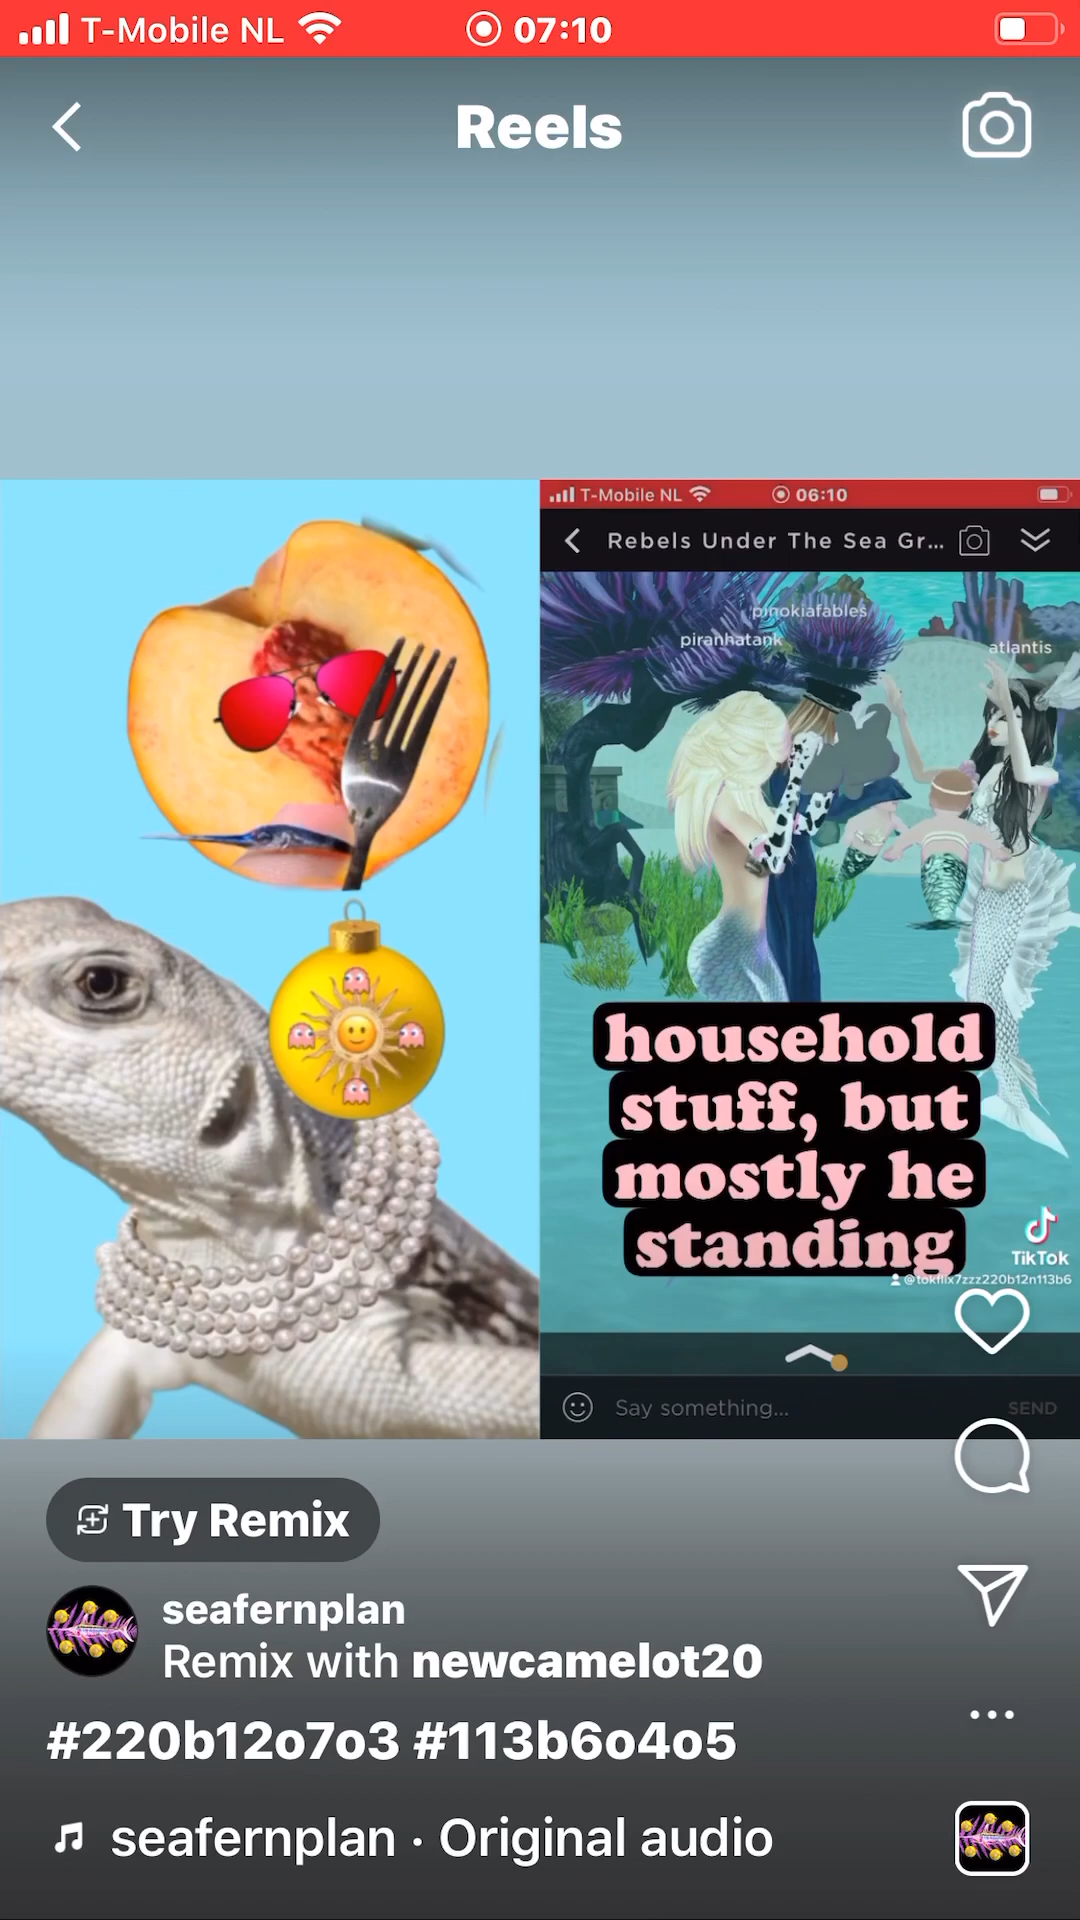 T-Mobile NL 07:10
Reels
T-Mobile NL 06:10
Rebels Under The Sea Gr...
pinokiafables
piranhatank
atlantis
household
stuff, but
mostly he
standing
TikTok
@tokflix7zzz220b12n113b6
Say something... SEND
Try Remix
seafernplan
Remix with newcamelot20
#220b12o7o3 #113b6o4o5
seafernplan · Original audio